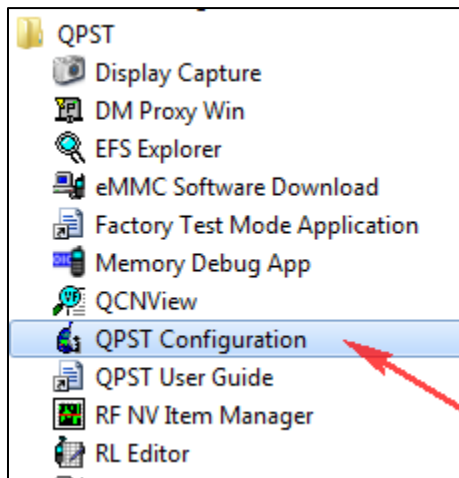 QPST
Display Capture
DM Proxy Win
EFS Explorer
eMMC Software Download
Factory Test Mode Application
Memory Debug App
QCNView
QPST Configuration
QPST User Guide
RF NV Item Manager
RL Editor